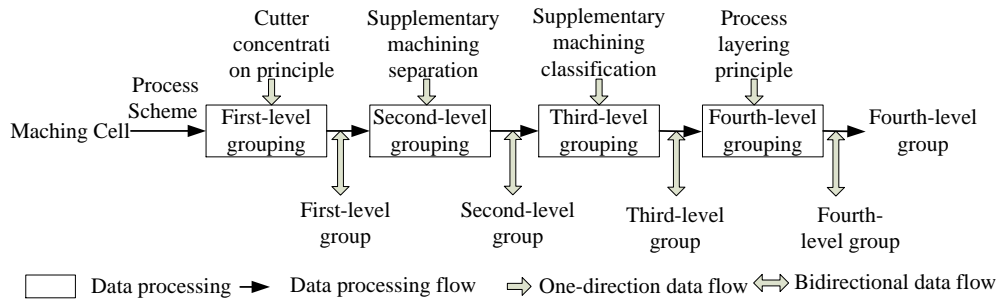 Cutter
concentrati
on principle
Supplementary
machining
separation
Supplementary
machining
classification
Process
layering
principle
Process
Scheme
Maching Cell
First-level
grouping
Second-level
grouping
Third-level
grouping
Fourth-level
grouping
Fourth-level
group
First-level
group
Second-level
group
Third-level
group
Fourth-
level group
Data processing
Data processing flow
One-direction data flow
Bidirectional data flow